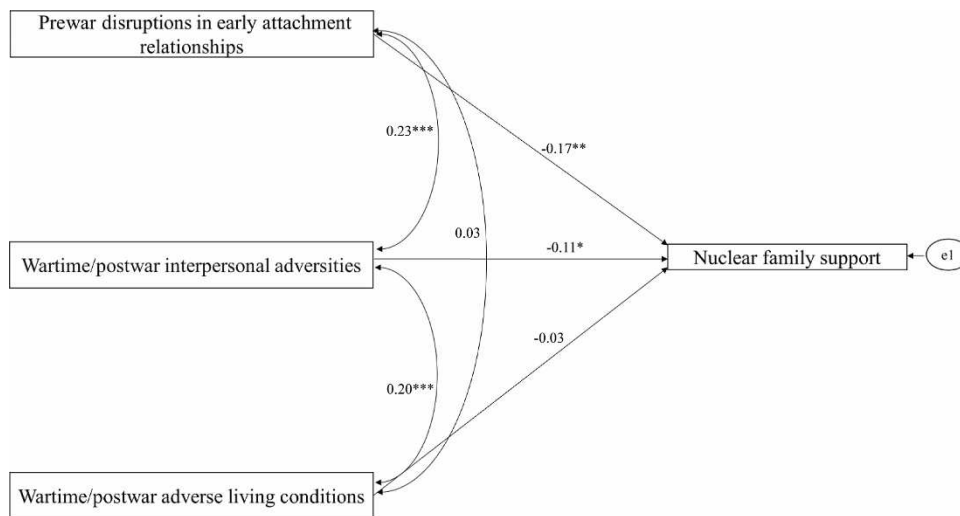 Prewar disruptions in early attachment
relationships
0.23***
-0.17**
0.03
-0.11*
Wartime/postwar interpersonal adversities
Nuclear family support
e1
-0.03
0.20***
Wartime/postwar adverse living conditions